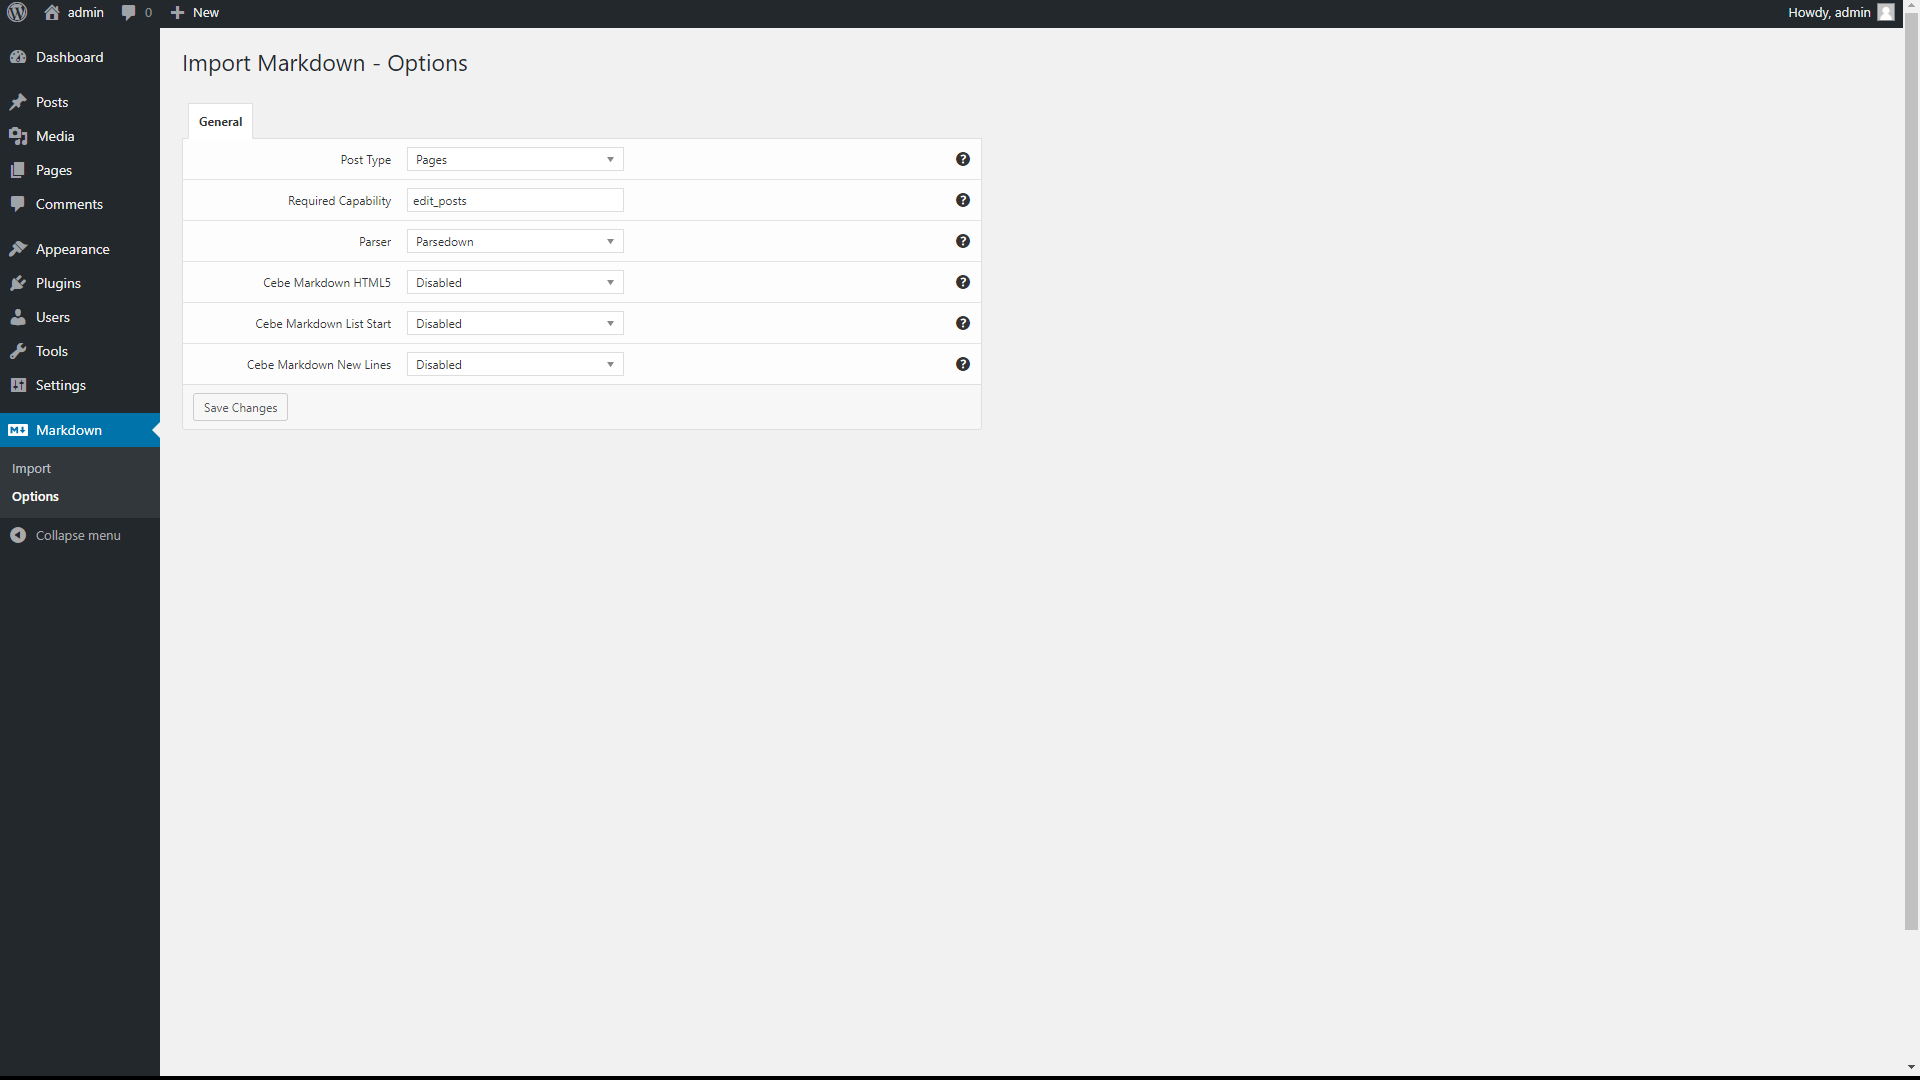 admin 0 New
Howdy, admin
Dashboard
Posts
Media
Pages
Comments
Appearance
Plugins
Users
Tools
Settings
M Markdown
Import
Options
Collapse menu
Import Markdown - Options
General
Post Type Pages ?
Required Capability edit_posts ?
Parser Parsedown ?
Cebe Markdown HTML5 Disabled ?
Cebe Markdown List Start Disabled ?
Cebe Markdown New Lines Disabled ?
Save Changes